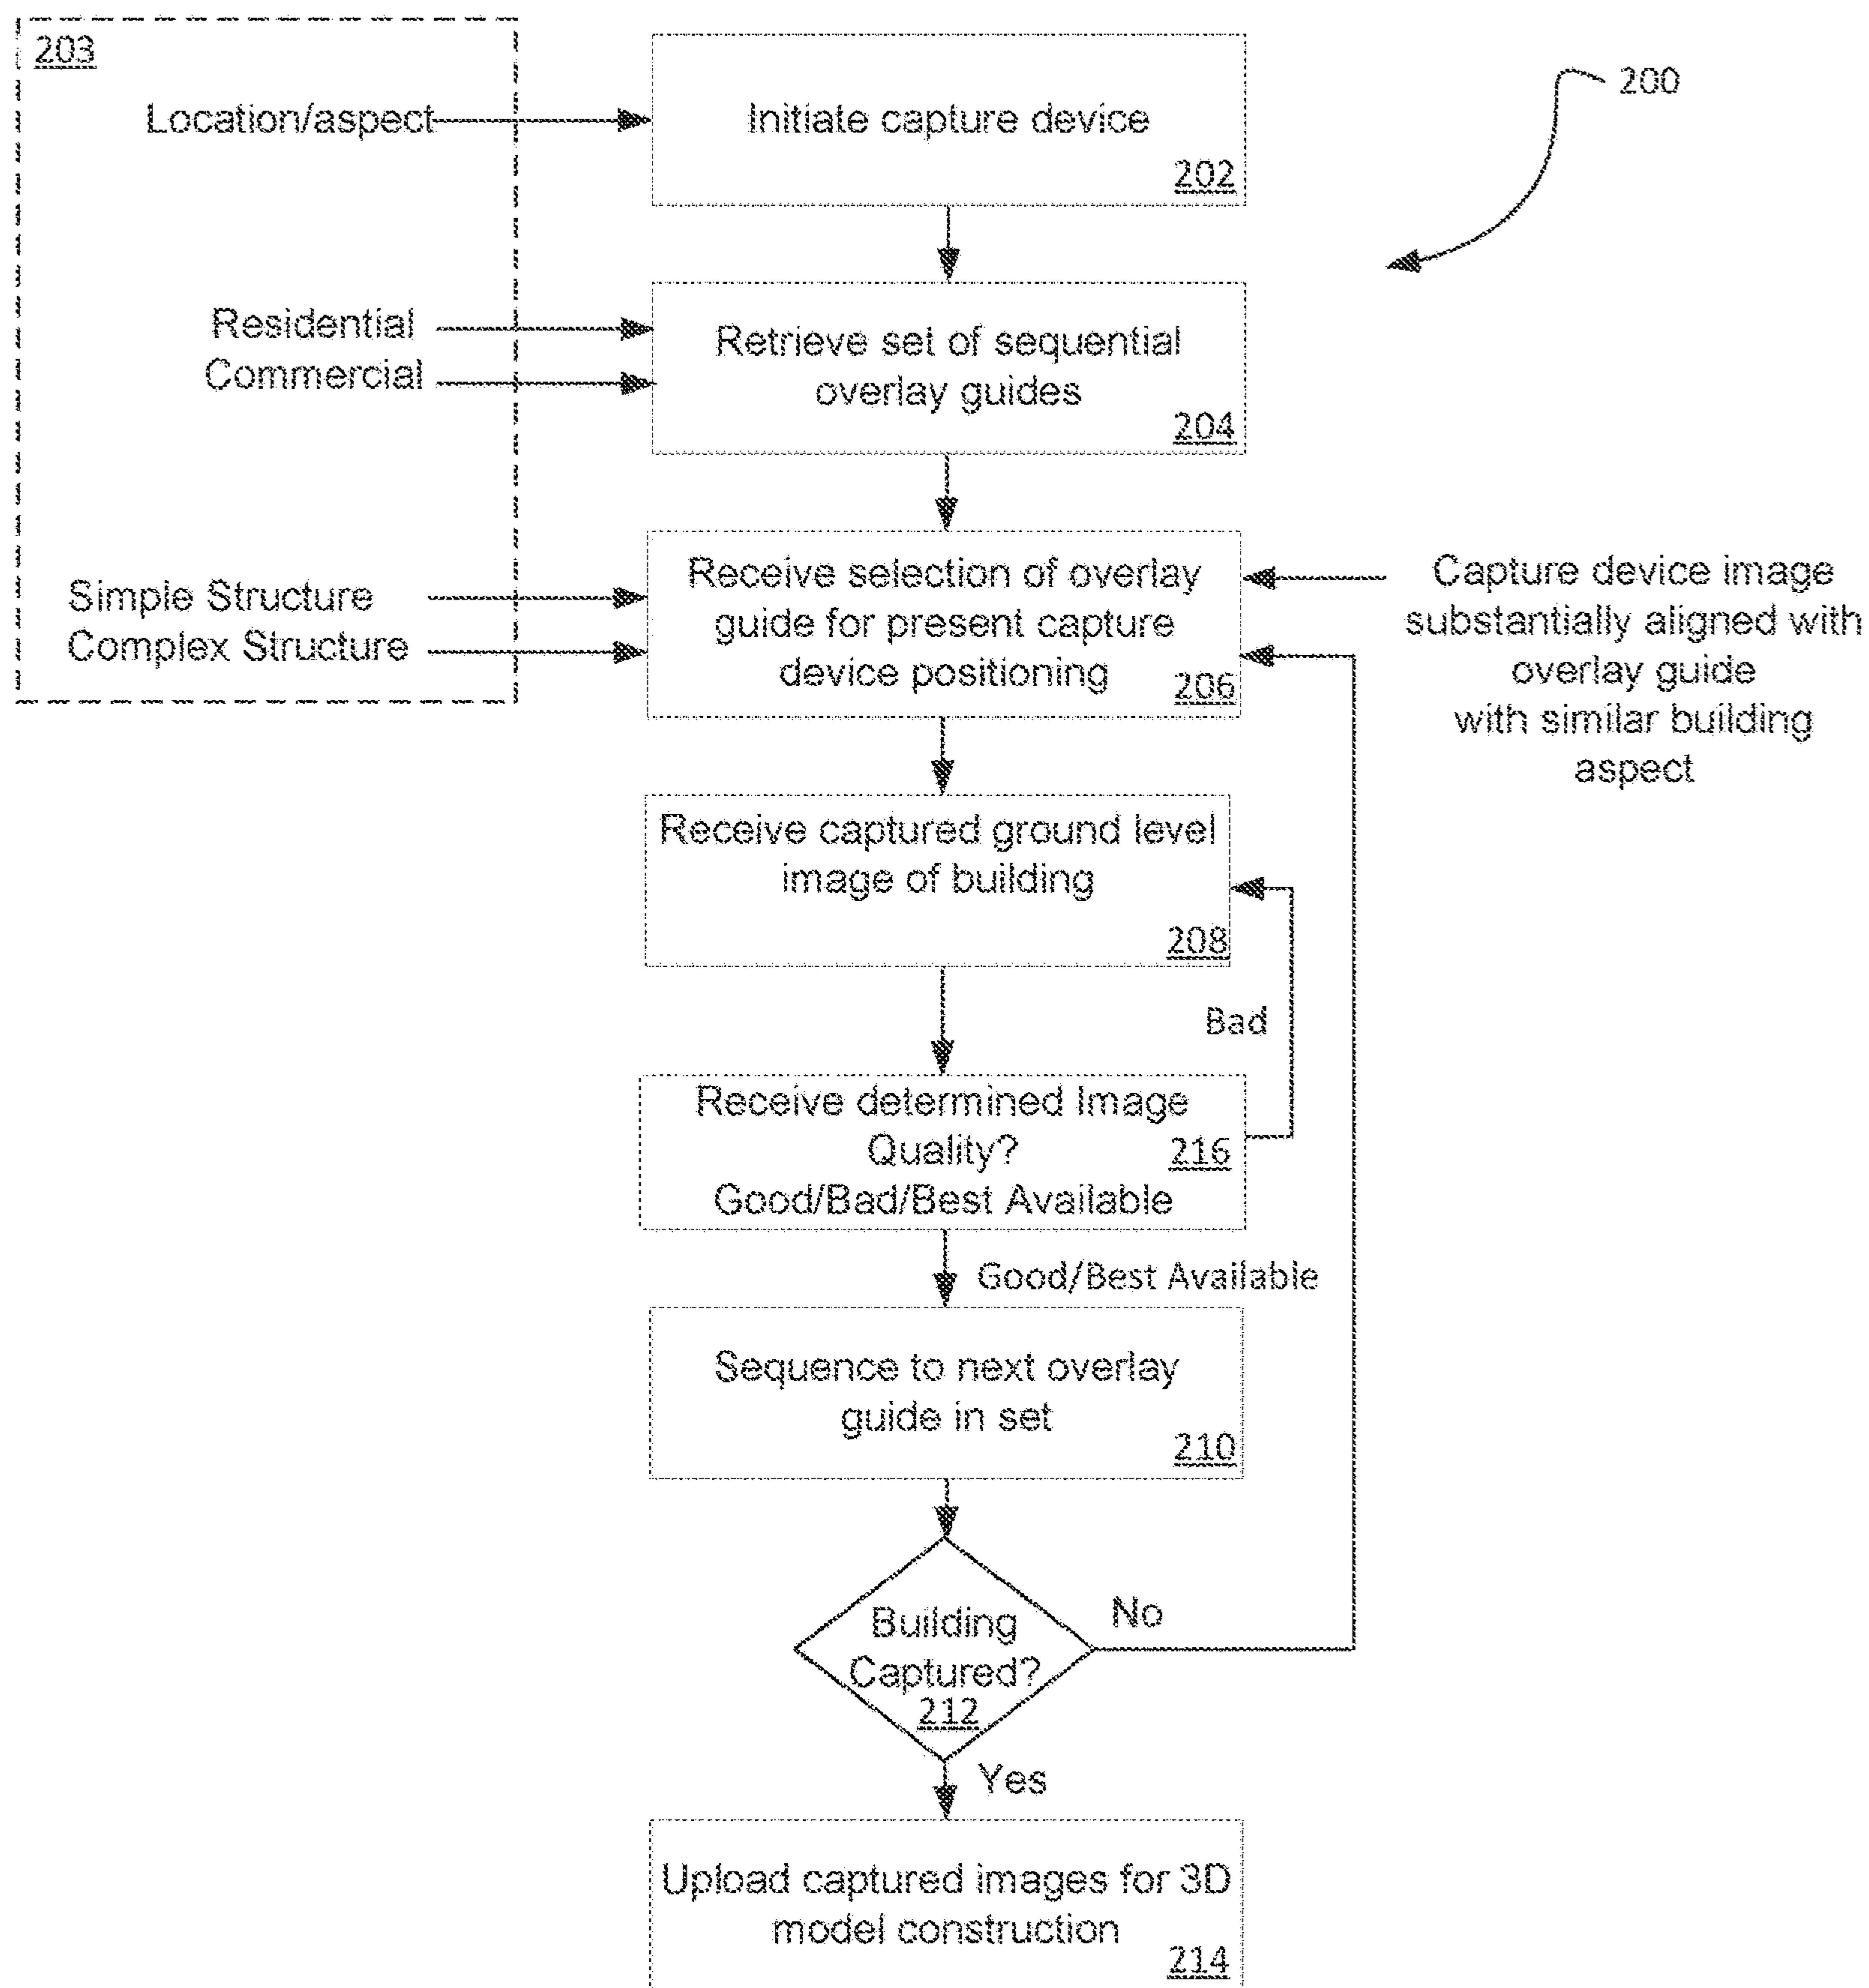 203
Location/aspect
Initiate capture device
202
200
Residential
Commercial
Retrieve set of sequential
overlay guides
204
Simple Structure
Complex Structure
Receive selection of overlay
guide for present capture
device positioning
206
Capture device image
substantially aligned with
overlay guide
with similar building
aspect
Receive captured ground level
image of building
208
Bad
Receive determined Image
Quality?
216
Good/Bad/Best Available
Good/Best Available
Sequence to next overlay
guide in set
210
Building
Captured?
212
No
Yes
Upload captured images for 3D
model construction
214